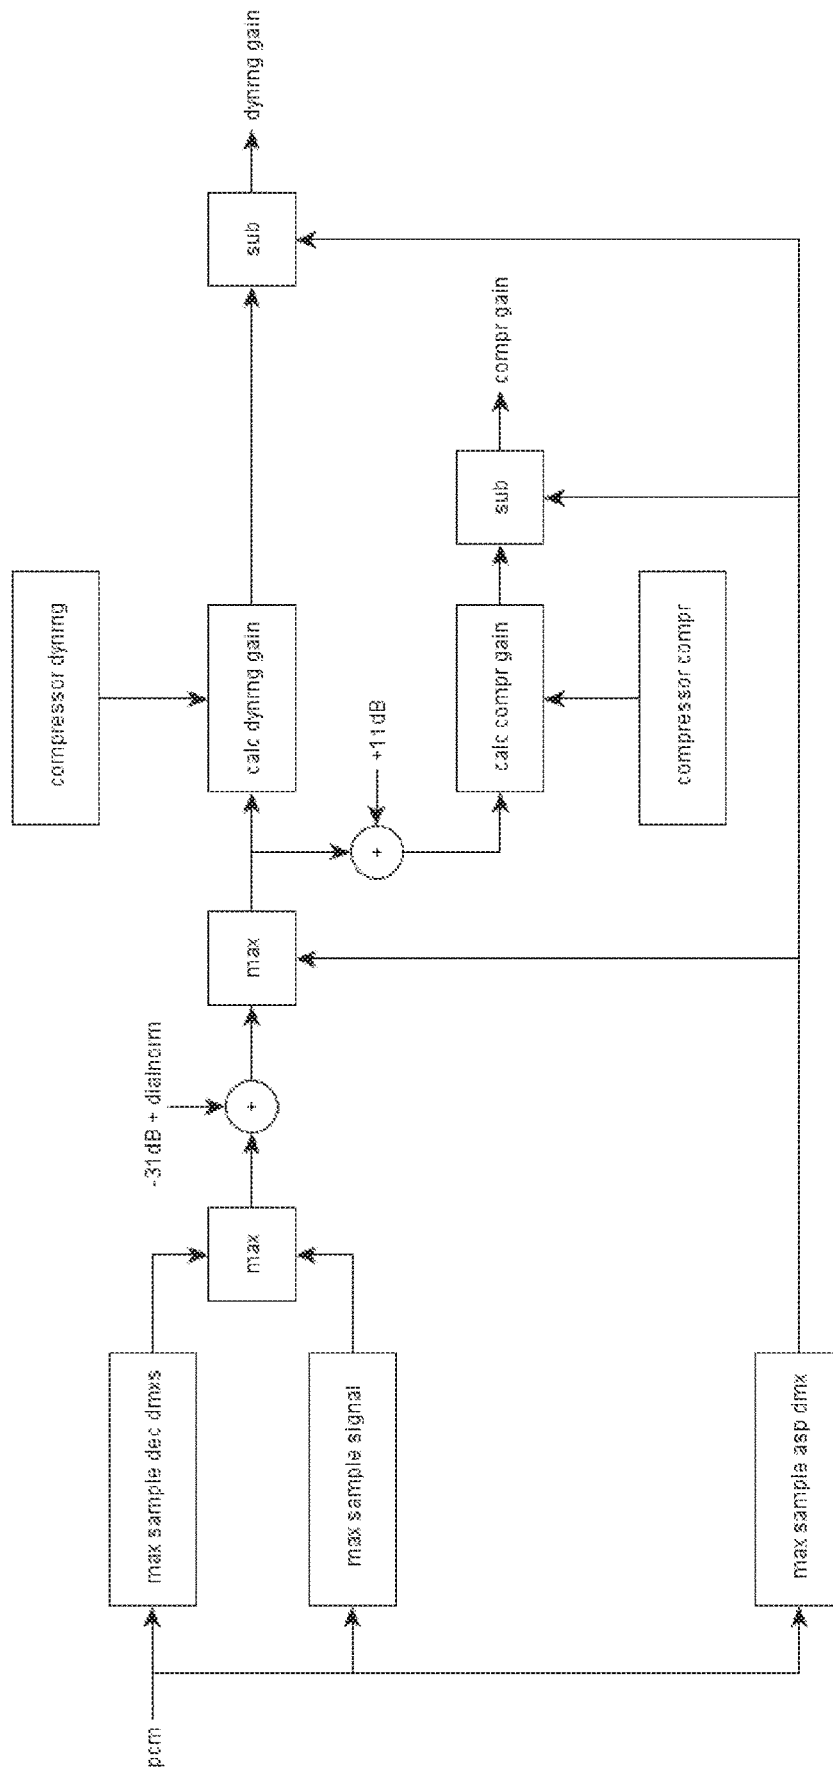 pcm
max sample dec dmxs
max sample signal
max sample asp dmx
max
-31dB + dialnorm
+
max
+
+11dB
compressor dynrng
calc dynrng gain
calc compr gain
compressor compr
sub
compr gain
sub
dynrng gain